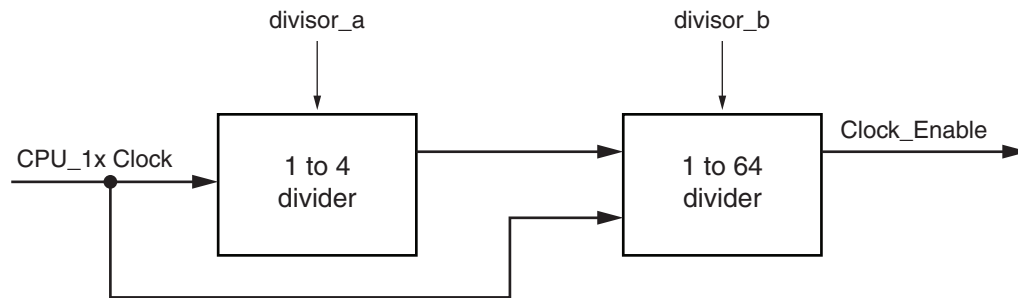 divisor_a
divisor_b
CPU_1x Clock
1 to 4
divider
1 to 64
divider
Clock_Enable